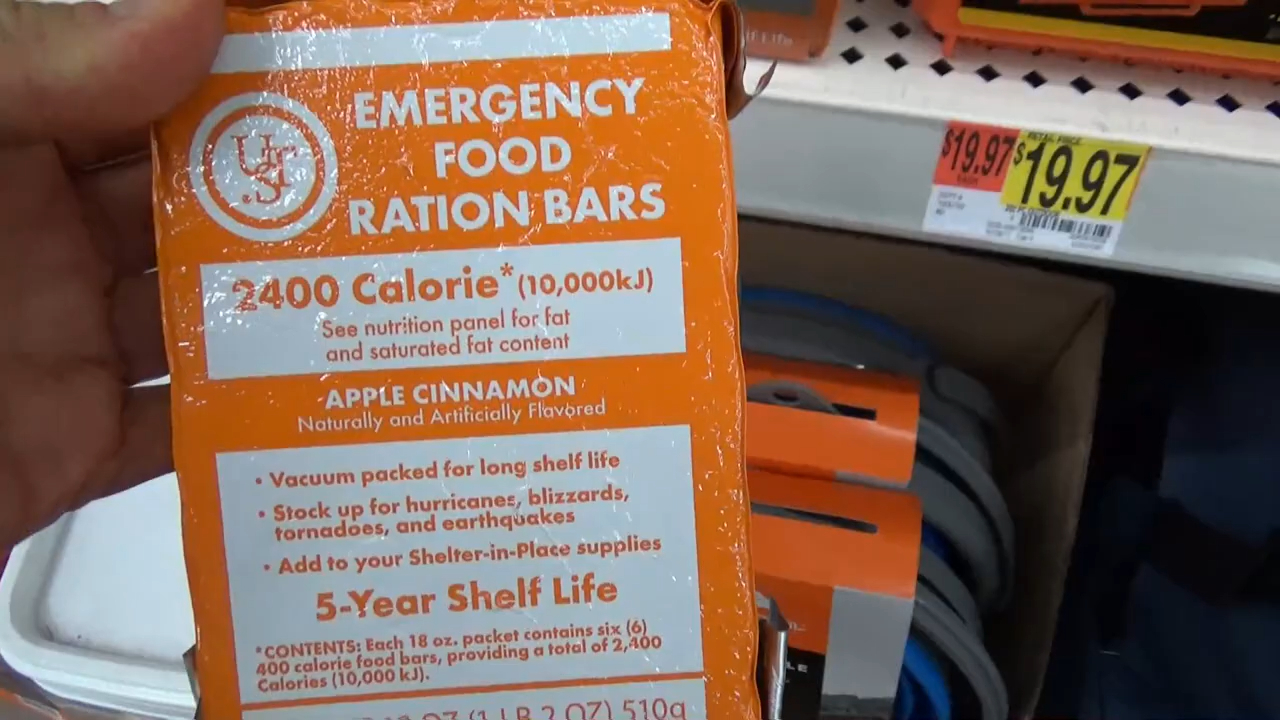 UST
EMERGENCY
FOOD
RATION BARS
2400 Calorie* (10,000kJ)
See nutrition panel for fat
and saturated fat content
APPLE CINNAMON
Naturally and Artificially Flavored
• Vacuum packed for long shelf life
• Stock up for hurricanes, blizzards,
tornadoes, and earthquakes
• Add to your Shelter-in-Place supplies
5-Year Shelf Life
*CONTENTS: Each 18 oz. packet contains six (6)
400 calorie food bars, providing a total of 2,400
Calories (10,000 kJ).
OZ (1 LB 2 OZ) 510g
$19.97
RETAIL PRICE
$19.97